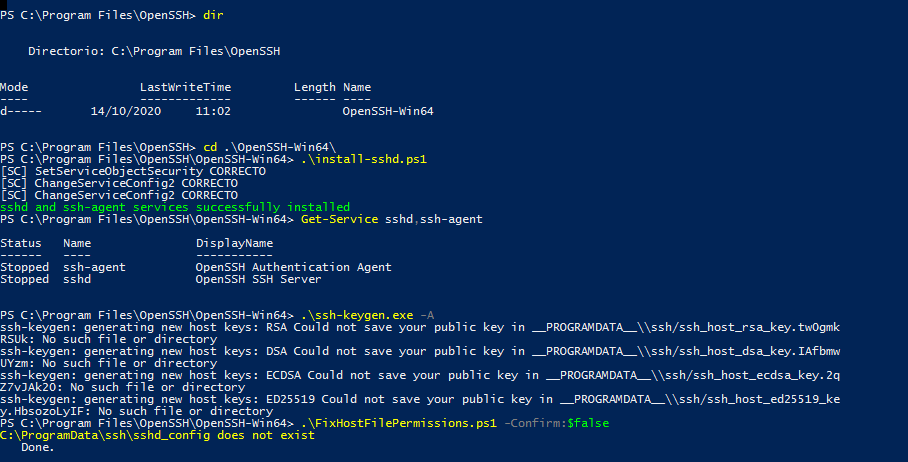 PS C:\Program Files\OpenSSH> dir
Directorio: C:\Program Files\OpenSSH
Mode                LastWriteTime         Length Name
----                -------------         ------ ----
d-----       14/10/2020     11:02                OpenSSH-Win64
PS C:\Program Files\OpenSSH> cd .\OpenSSH-Win64\
PS C:\Program Files\OpenSSH\OpenSSH-Win64> .\install-sshd.ps1
[SC] SetServiceObjectSecurity CORRECTO
[SC] ChangeServiceConfig2 CORRECTO
[SC] ChangeServiceConfig2 CORRECTO
sshd and ssh-agent services successfully installed
PS C:\Program Files\OpenSSH\OpenSSH-Win64> Get-Service sshd,ssh-agent
Status   Name               DisplayName
------   ----               -----------
Stopped  ssh-agent          OpenSSH Authentication Agent
Stopped  sshd               OpenSSH SSH Server
PS C:\Program Files\OpenSSH\OpenSSH-Win64> .\ssh-keygen.exe -A
ssh-keygen: generating new host keys: RSA Could not save your public key in __PROGRAMDATA__\\ssh/ssh_host_rsa_key.twOgmk
RSUk: No such file or directory
ssh-keygen: generating new host keys: DSA Could not save your public key in __PROGRAMDATA__\\ssh/ssh_host_dsa_key.IAfbmw
UYzm: No such file or directory
ssh-keygen: generating new host keys: ECDSA Could not save your public key in __PROGRAMDATA__\\ssh/ssh_host_ecdsa_key.2q
Z7vJAk2O: No such file or directory
ssh-keygen: generating new host keys: ED25519 Could not save your public key in __PROGRAMDATA__\\ssh/ssh_host_ed25519_ke
y.HbsozoLyIF: No such file or directory
PS C:\Program Files\OpenSSH\OpenSSH-Win64> .\FixHostFilePermissions.ps1 -Confirm:$false
C:\ProgramData\ssh\sshd_config does not exist
Done.